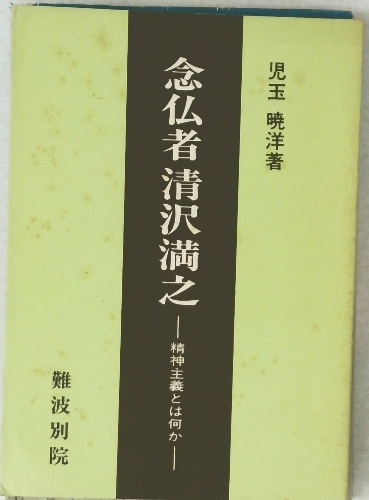 児玉 暁洋著
念仏者 清沢満之
―精神主義とは何か―
難波別院